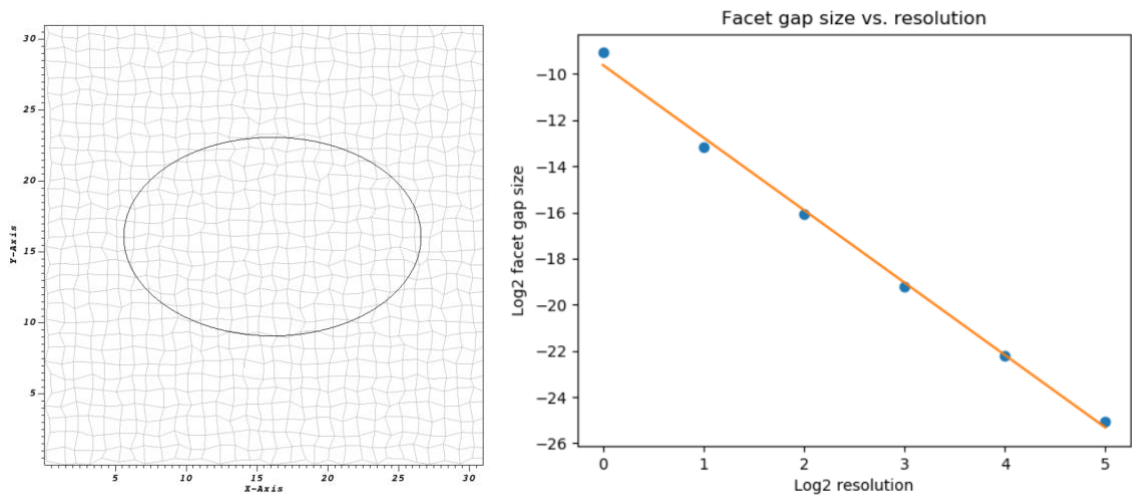 30
25
20
15
10
5
Y-Axis
5 10 15 20 25 30
X-Axis
Facet gap size vs. resolution
−10
−12
−14
−16
−18
−20
−22
−24
−26
Log2 facet gap size
0 1 2 3 4 5
Log2 resolution